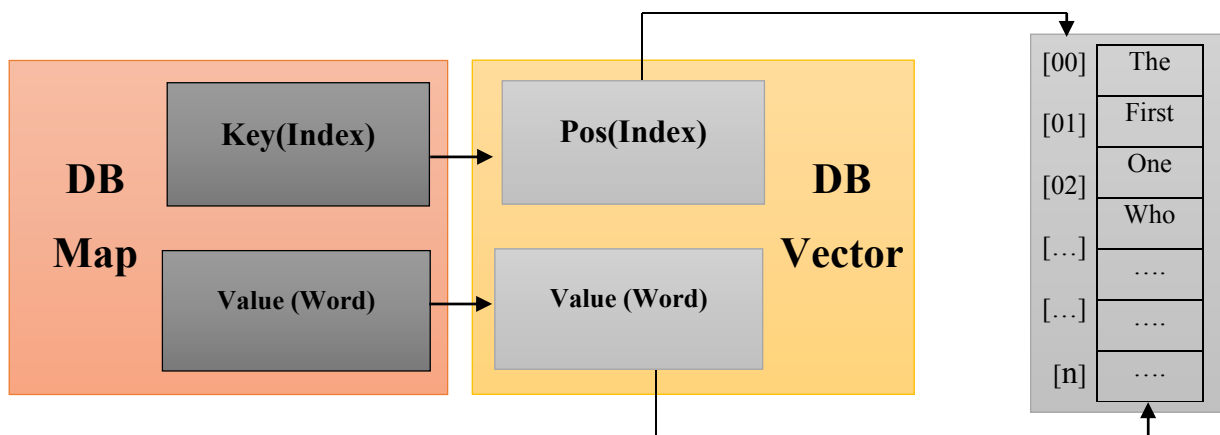 DB
Map
Key(Index)
Value (Word)
Pos(Index)
Value (Word)
DB
Vector
[00] The
[01] First
[02] One
[…] Who
[…] ….
[n] ….
….